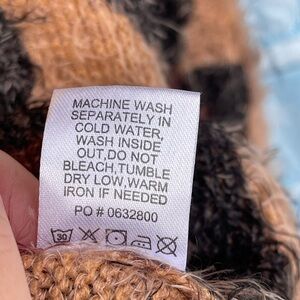 MACHINE WASH
SEPARATELY IN
COLD WATER,
WASH INSIDE
OUT,DO NOT
BLEACH,TUMBLE
DRY LOW,WARM
IRON IF NEEDED
PO # 0632800
30